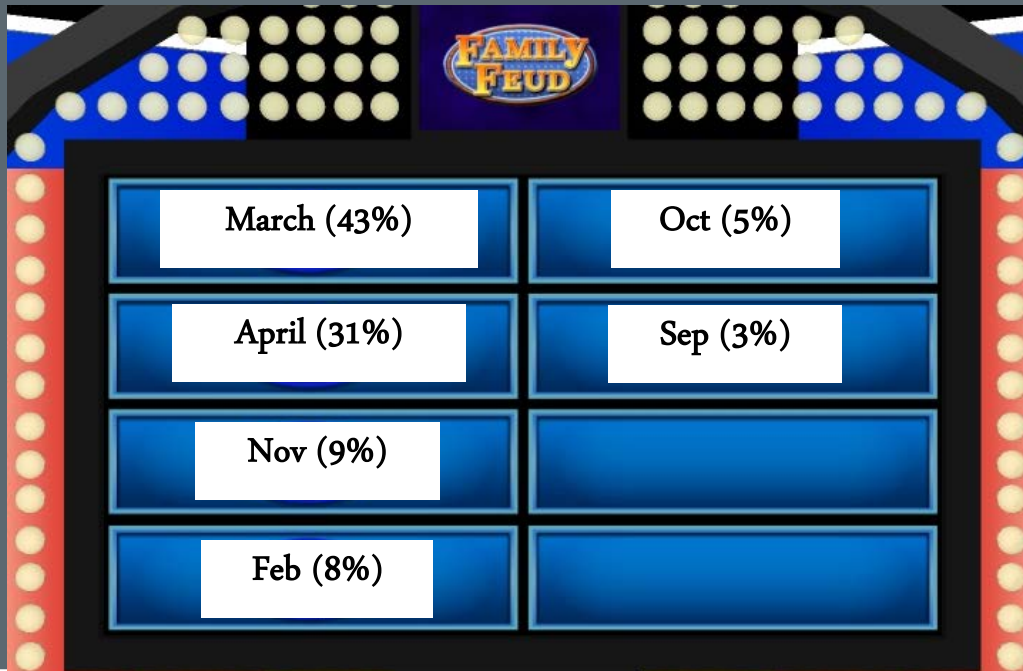 FAMILY
FEUD
March (43%)
Oct (5%)
April (31%)
Sep (3%)
Nov (9%)
Feb (8%)